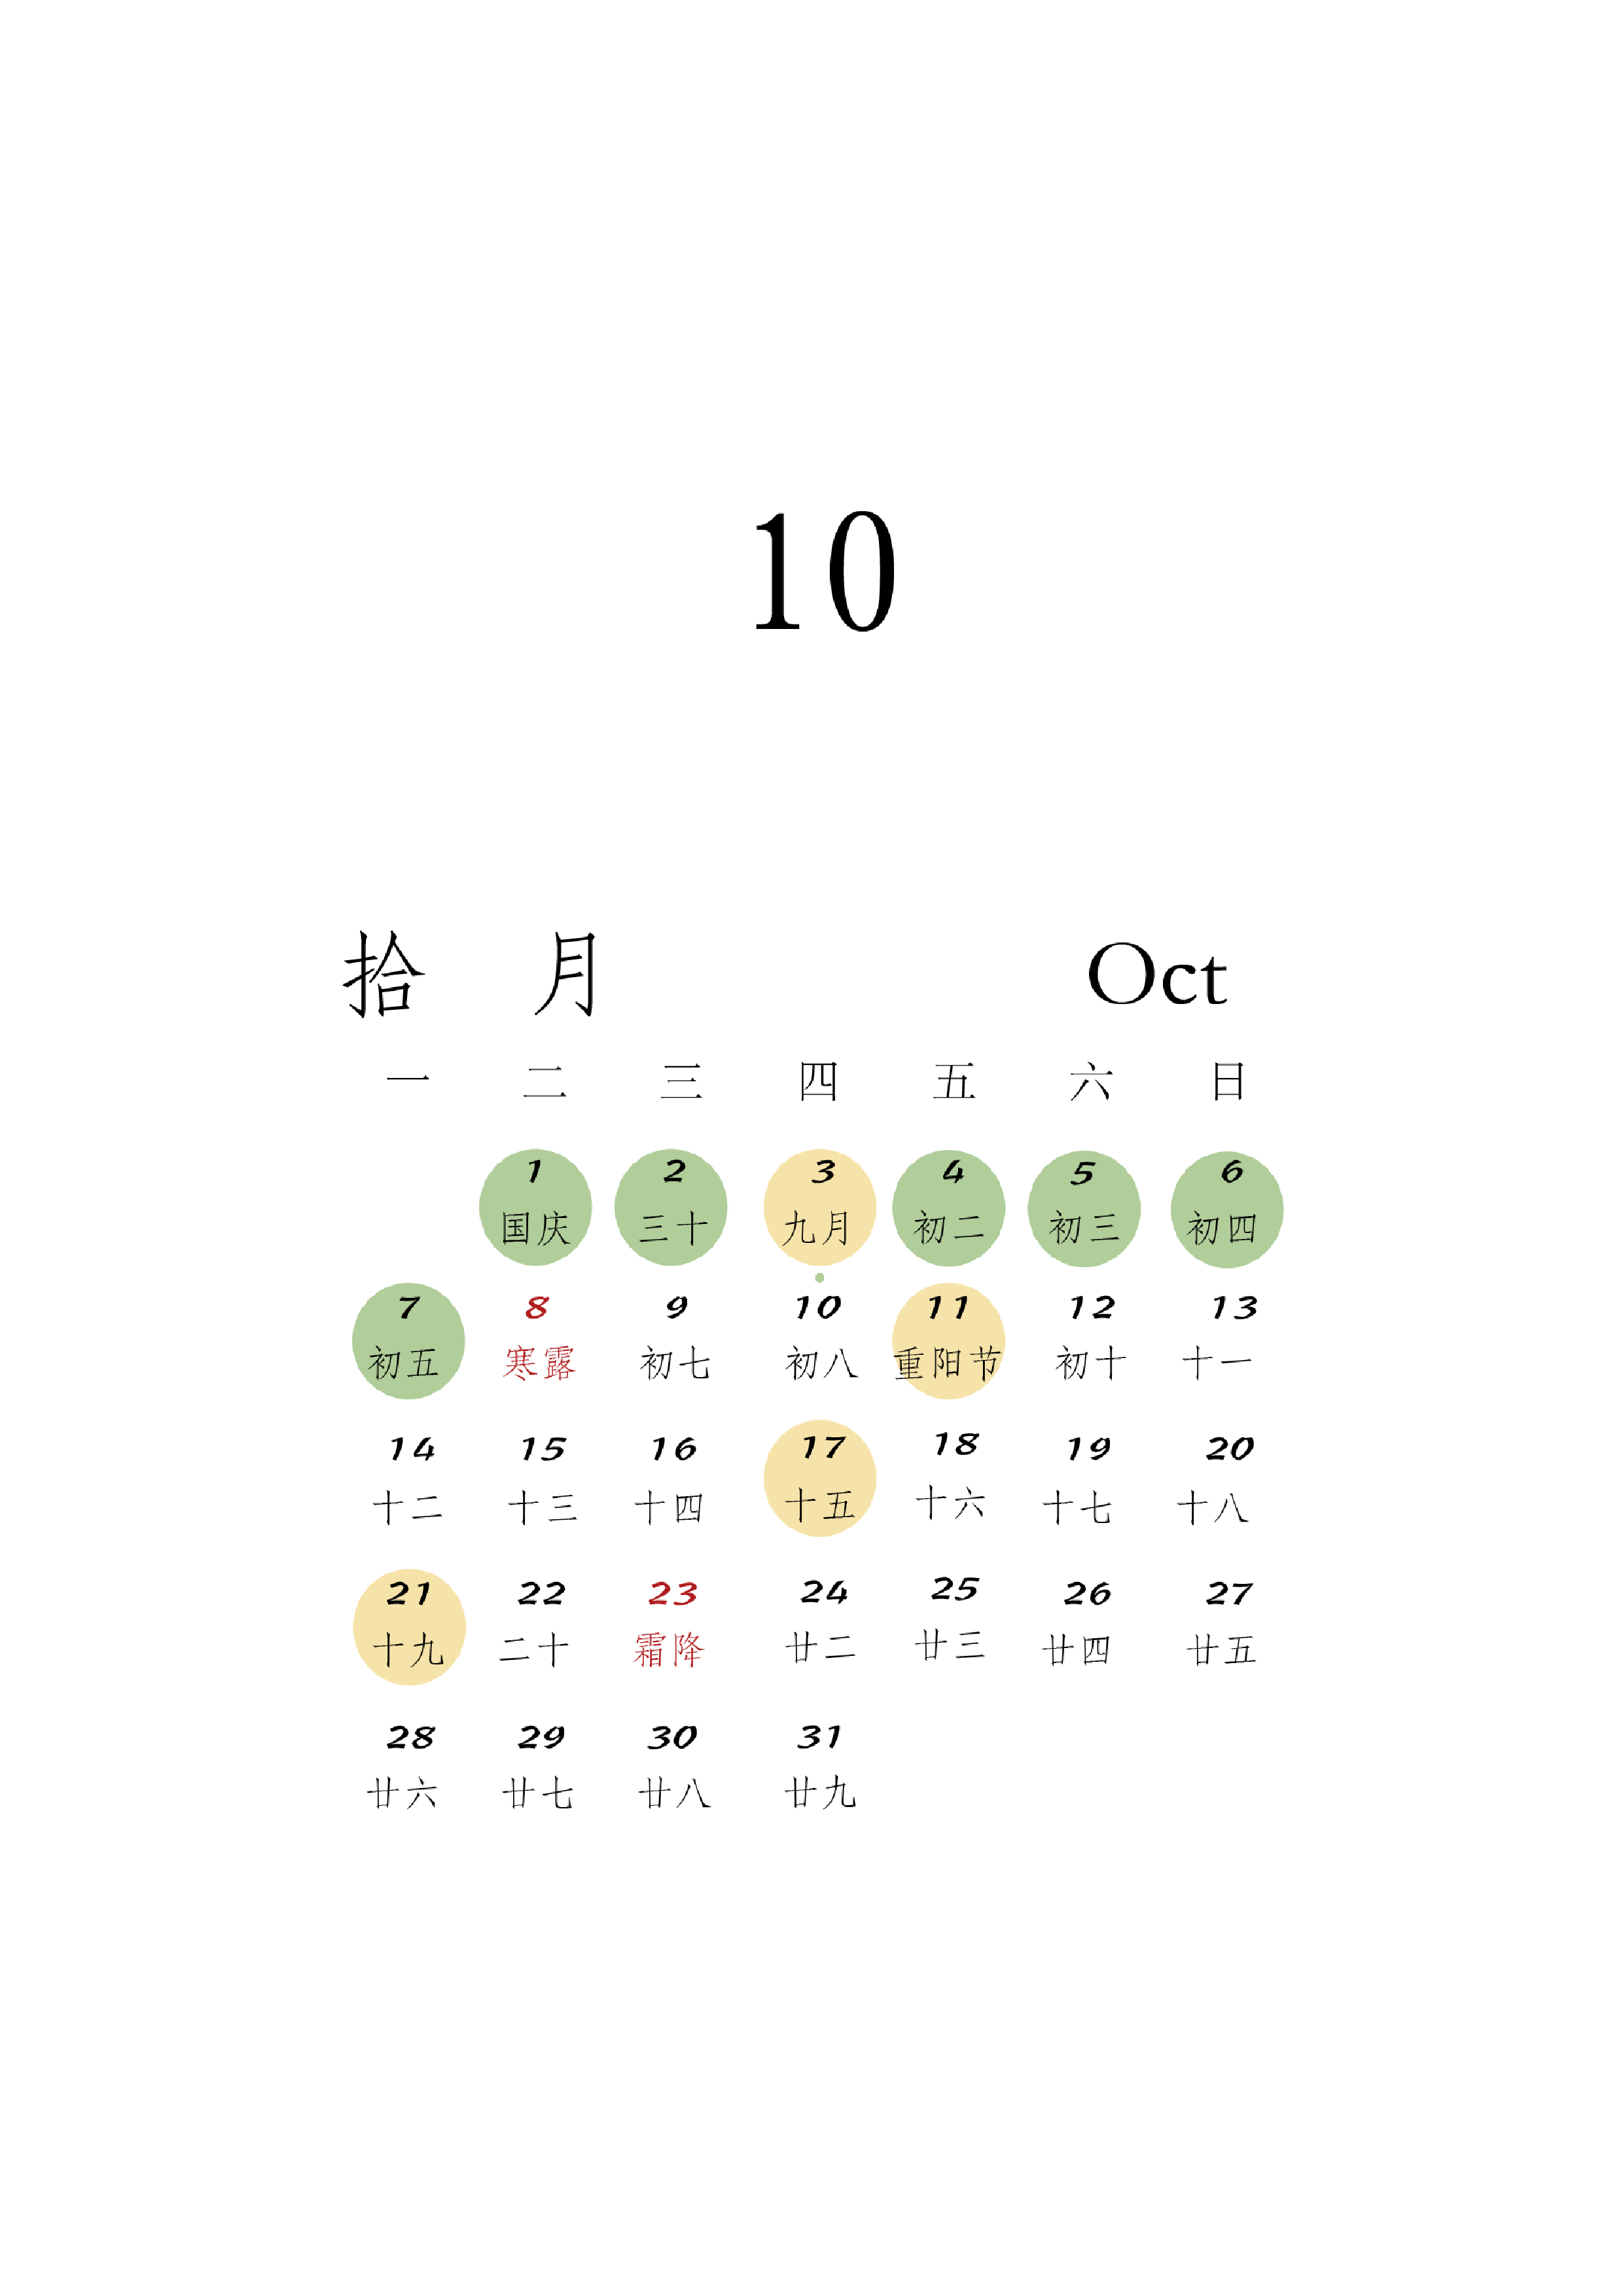 10
拾 月 Oct
一 二 三 四 五 六 日
1 2 3 4 5 6
国庆 三十 九月 初二 初三 初四
7 8 9 10 11 12 13
初五 寒露 初七 初八 重阳节 初十 十一
14 15 16 17 18 19 20
十二 十三 十四 十五 十六 十七 十八
21 22 23 24 25 26 27
十九 二十 霜降 廿二 廿三 廿四 廿五
28 29 30 31
廿六 廿七 廿八 廿九